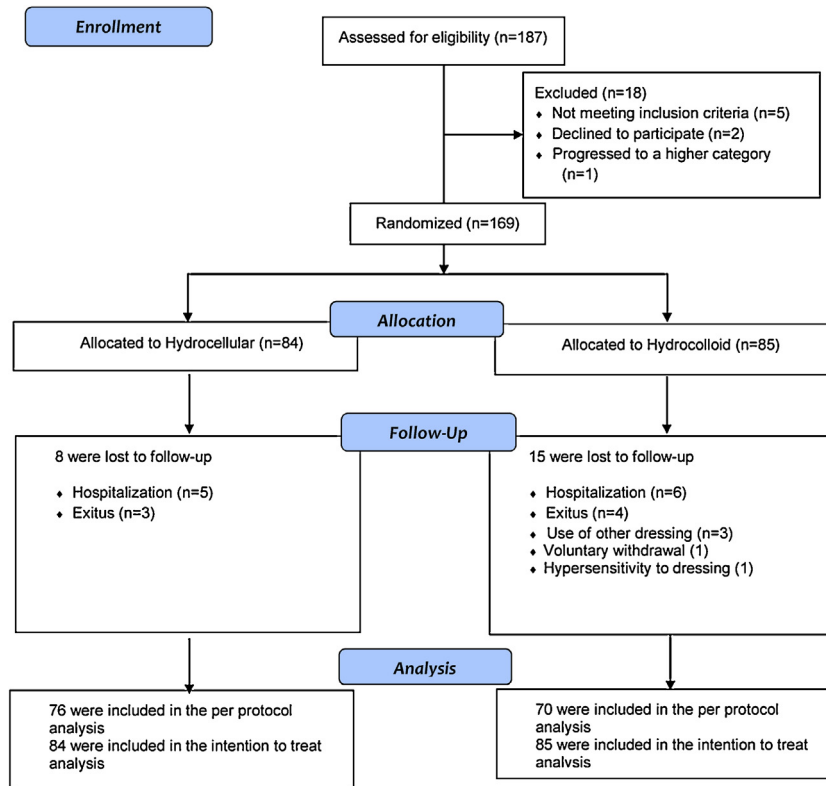 Enrollment
Assessed for eligibility (n=187)
Excluded (n=18)
♦ Not meeting inclusion criteria (n=5)
♦ Declined to participate (n=2)
♦ Progressed to a higher category
(n=1)
Randomized (n=169)
Allocation
Allocated to Hydrocellular (n=84)
Allocated to Hydrocolloid (n=85)
Follow-Up
8 were lost to follow-up
♦ Hospitalization (n=5)
♦ Exitus (n=3)
15 were lost to follow-up
♦ Hospitalization (n=6)
♦ Exitus (n=4)
♦ Use of other dressing (n=3)
♦ Voluntary withdrawal (1)
♦ Hypersensitivity to dressing (1)
Analysis
76 were included in the per protocol
analysis
84 were included in the intention to treat
analysis
70 were included in the per protocol
analysis
85 were included in the intention to treat
analysis